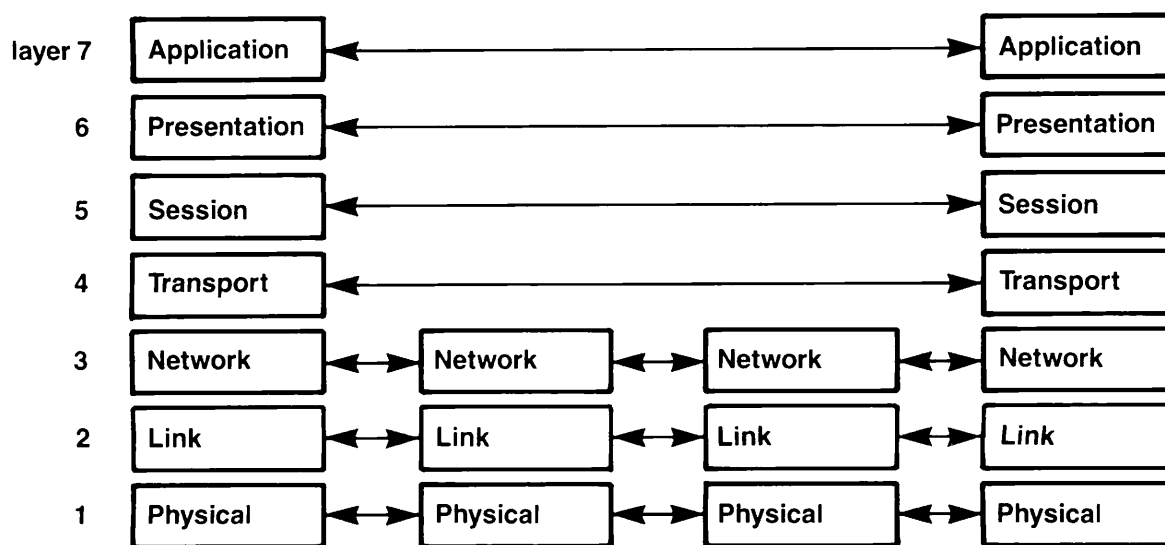 layer 7 Application Application
6 Presentation Presentation
5 Session Session
4 Transport Transport
3 Network Network Network Network
2 Link Link Link Link
1 Physical Physical Physical Physical